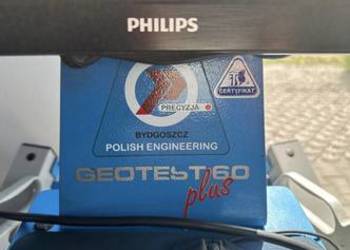 PHILIPS
PRECYZJA
CERTYFIKAT
BYDGOSZCZ
POLISH ENGINEERING
GEOTEST 60
plus